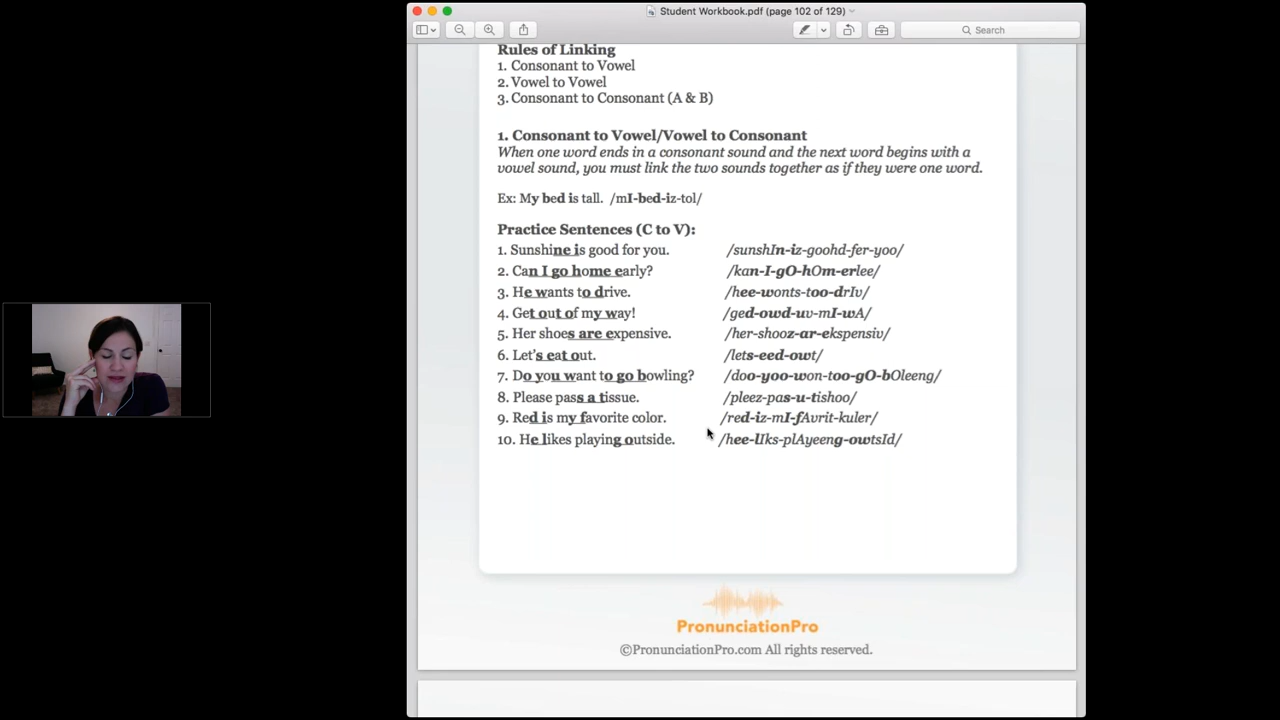 Student Workbook.pdf (page 102 of 129)
Search
Rules of Linking
1. Consonant to Vowel
2. Vowel to Vowel
3. Consonant to Consonant (A & B)
1. Consonant to Vowel/Vowel to Consonant
When one word ends in a consonant sound and the next word begins with a
vowel sound, you must link the two sounds together as if they were one word.
Ex: My bed is tall. /mI-bed-iz-tol/
Practice Sentences (C to V):
1. Sunshine is good for you. /sunshIn-iz-goohd-fer-yoo/
2. Can I go home early? /kan-I-gO-hOm-erlee/
3. He wants to drive. /hee-wonts-too-drIv/
4. Get out of my way! /ged-owd-uv-mI-wA/
5. Her shoes are expensive. /her-shooz-ar-ekspensiv/
6. Let's eat out. /lets-eed-owt/
7. Do you want to go bowling? /doo-yoo-won-too-gO-bOleeng/
8. Please pass a tissue. /pleez-pas-u-tishoo/
9. Red is my favorite color. /red-iz-mI-fAvrit-kuler/
10. He likes playing outside. /hee-lIks-plAyeeng-owtsId/
PronunciationPro
©PronunciationPro.com All rights reserved.